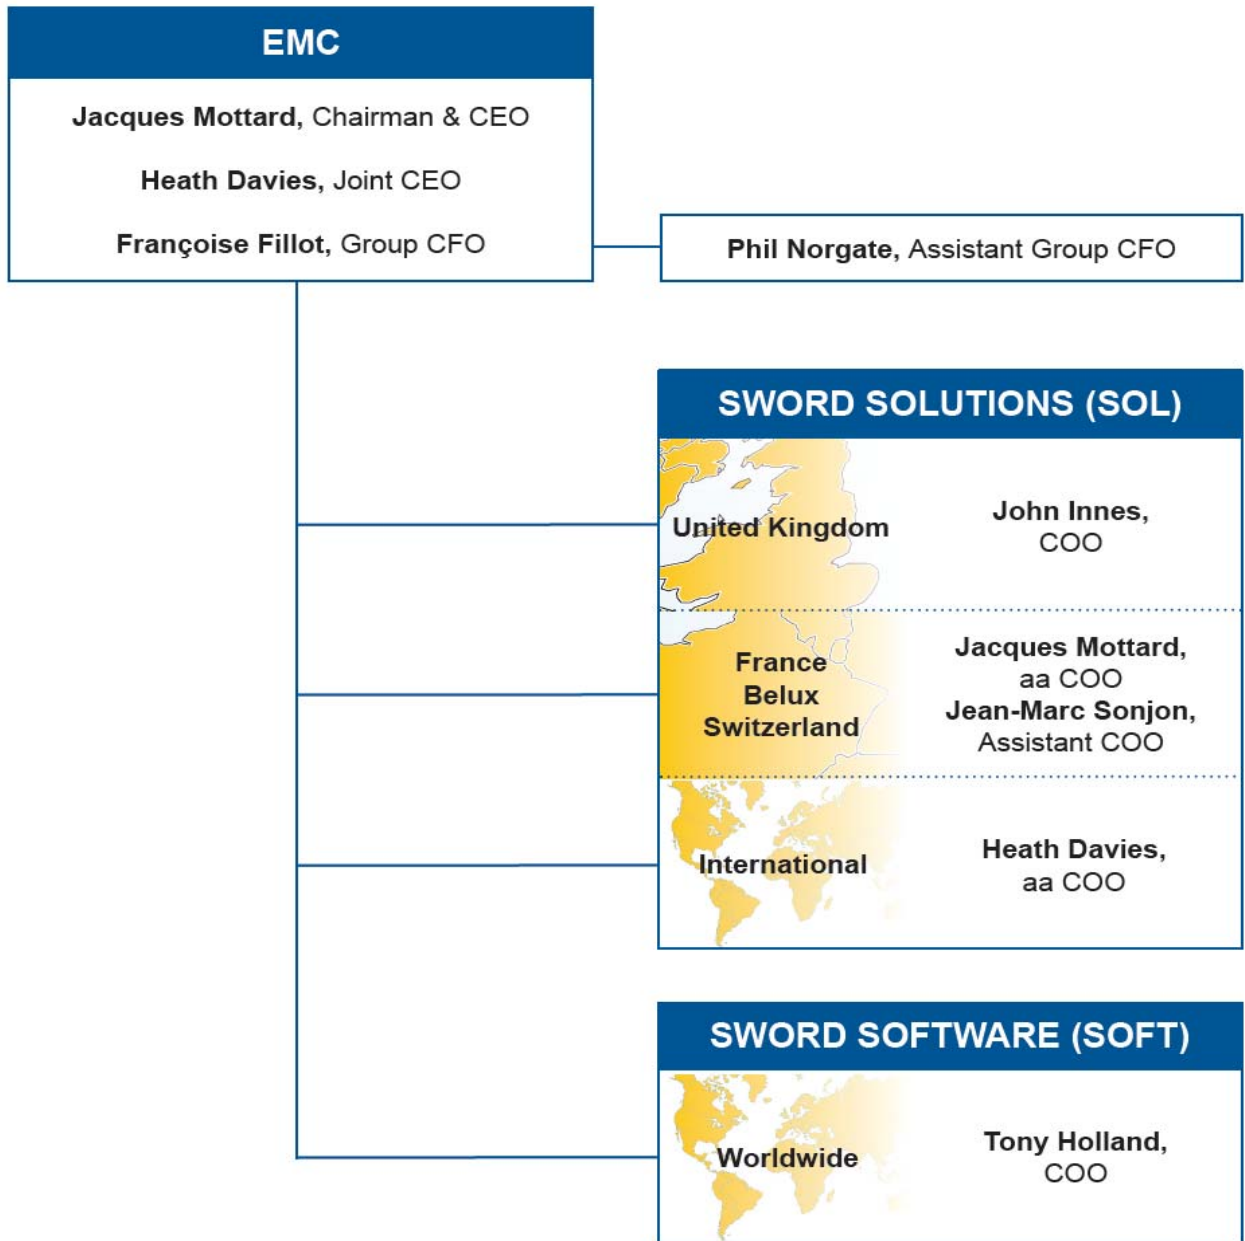 EMC
Jacques Mottard, Chairman & CEO
Heath Davies, Joint CEO
Françoise Fillot, Group CFO
Phil Norgate, Assistant Group CFO
SWORD SOLUTIONS (SOL)
United Kingdom
John Innes,
COO
France
Belux
Switzerland
Jacques Mottard,
aa COO
Jean-Marc Sonjon,
Assistant COO
International
Heath Davies,
aa COO
SWORD SOFTWARE (SOFT)
Worldwide
Tony Holland,
COO